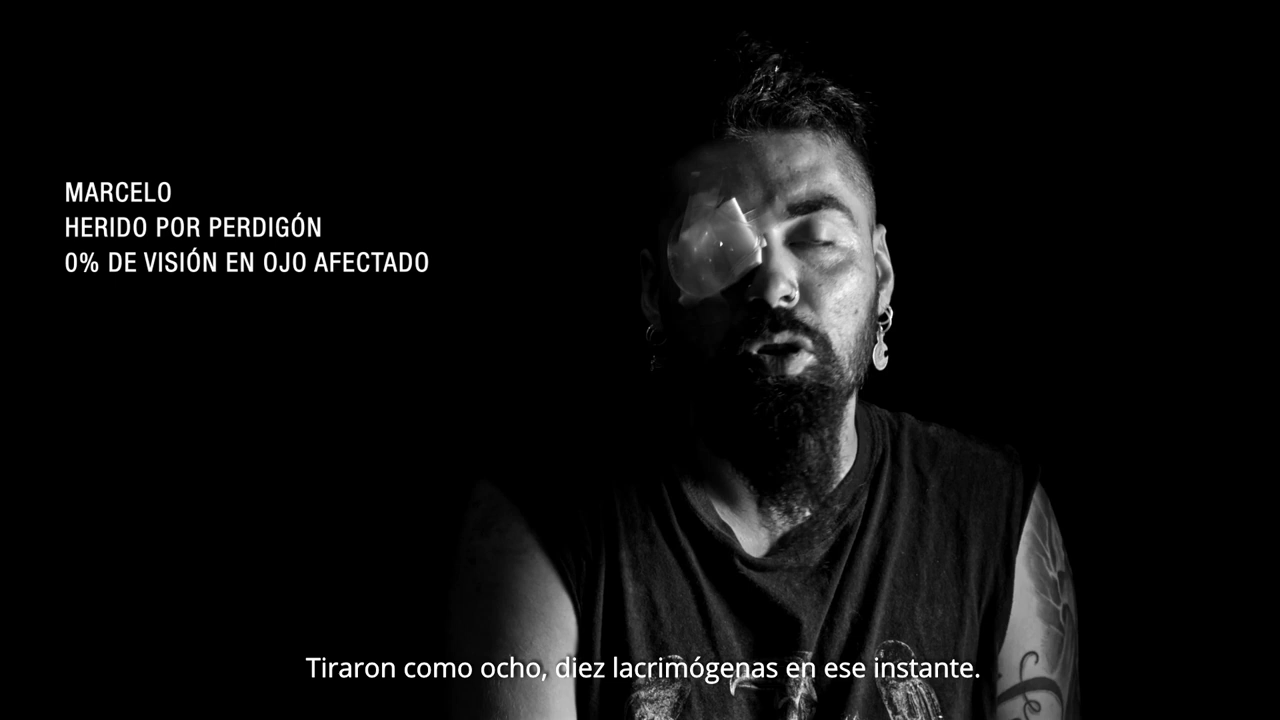 MARCELO
HERIDO POR PERDIGÓN
0% DE VISIÓN EN OJO AFECTADO
Tiraron como ocho, diez lacrimógenas en ese instante.